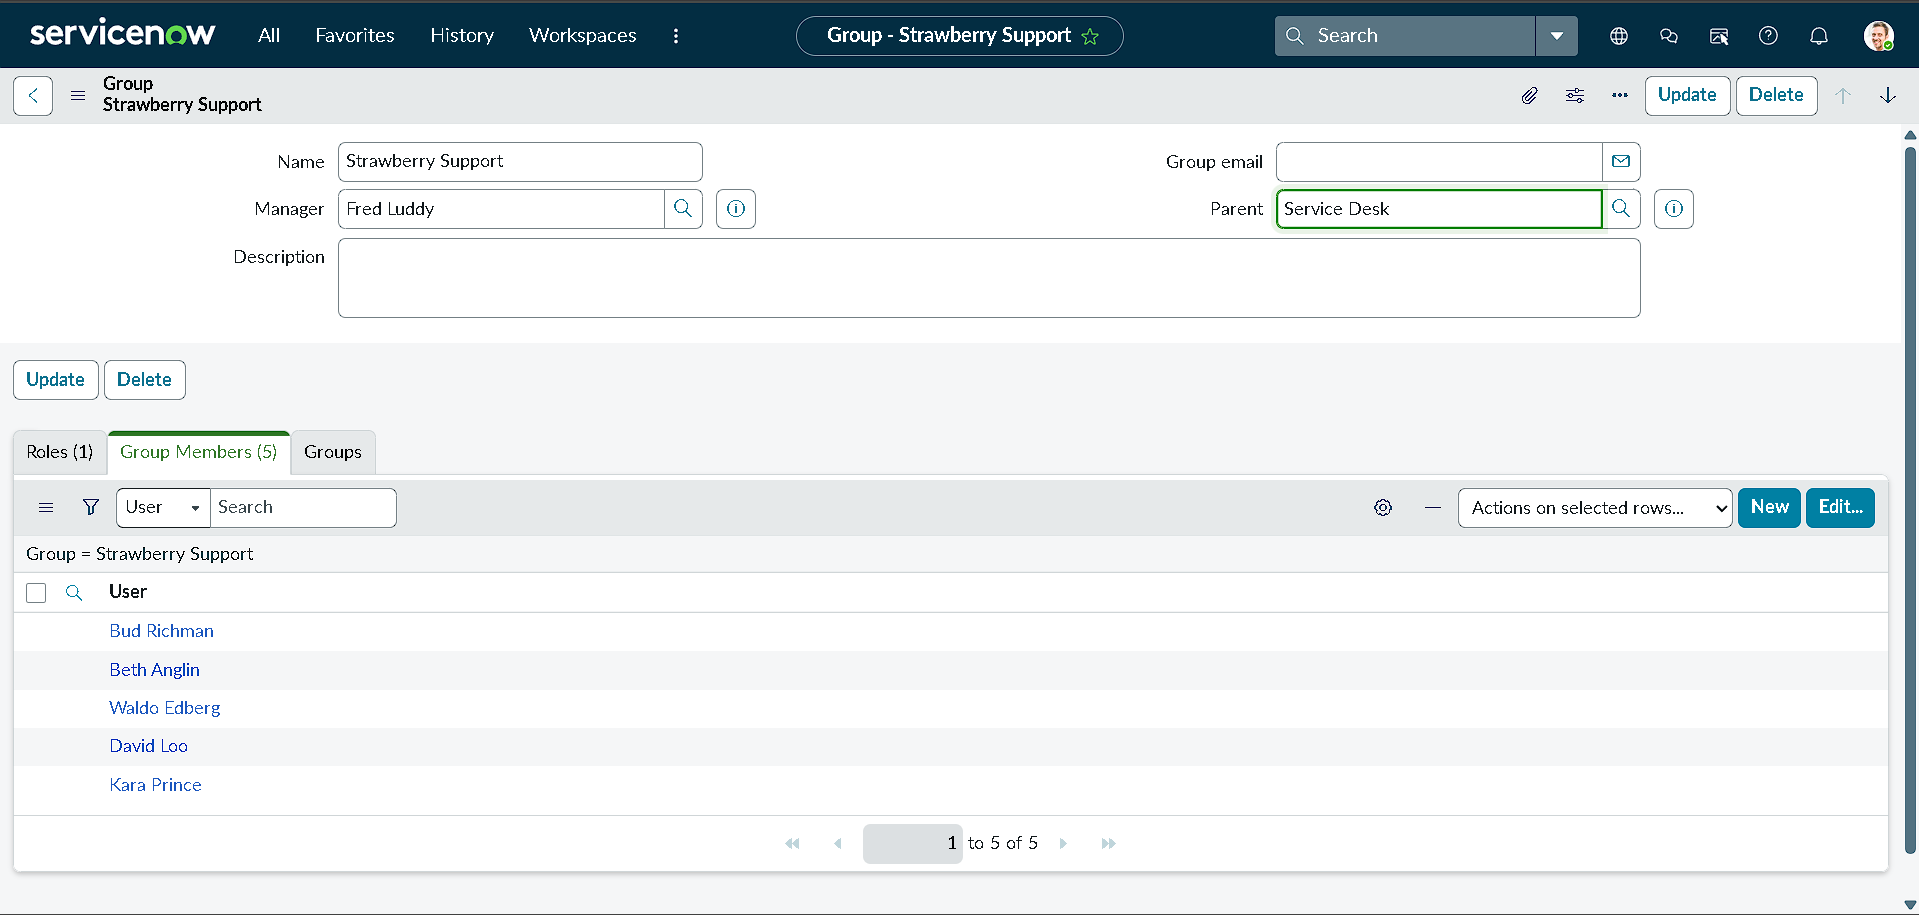 servicenow All Favorites History Workspaces Group - Strawberry Support Search
Group
Strawberry Support
Update Delete
Name Strawberry Support Group email
Manager Fred Luddy Parent Service Desk
Description
Update Delete
Roles (1) Group Members (5) Groups
User Search Actions on selected rows... New Edit...
Group = Strawberry Support
User
Bud Richman
Beth Anglin
Waldo Edberg
David Loo
Kara Prince
1 to 5 of 5